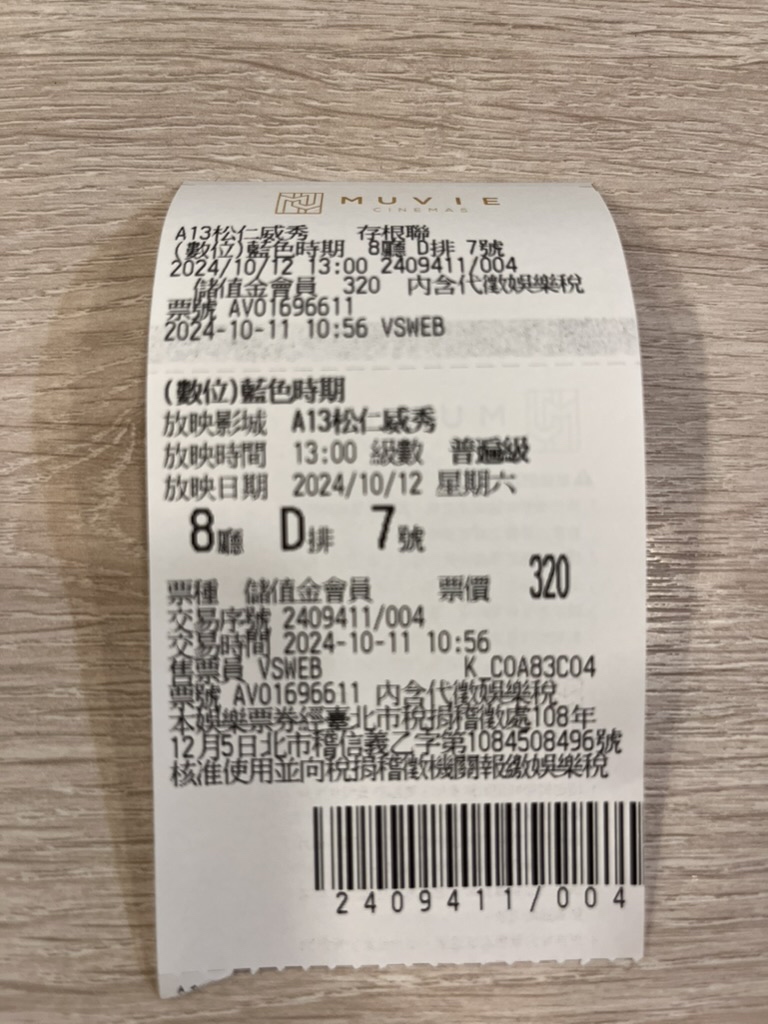 MUVIE
CINEMAS
A13松仁威秀 存根聯
(數位)藍色時期 8廳 D排 7號
2024/10/12 13:00 2409411/004
儲值金會員 320 內含代徵娛樂稅
票號 AV01696611
2024-10-11 10:56 VSWEB
(數位)藍色時期
放映影城 A13松仁威秀
放映時間 13:00 級數 普遍級
放映日期 2024/10/12 星期六
8廳 D排 7號
票種 儲值金會員 票價 320
交易序號 2409411/004
交易時間 2024-10-11 10:56
售票員 VSWEB K_C0A83C04
票號 AV01696611 內含代徵娛樂稅
本娛樂票券經臺北市稅捐稽徵處108年
12月5日北市稽信義乙字第1084508496號
核准使用並向稅捐稽徵機關報繳娛樂稅
2409411/004